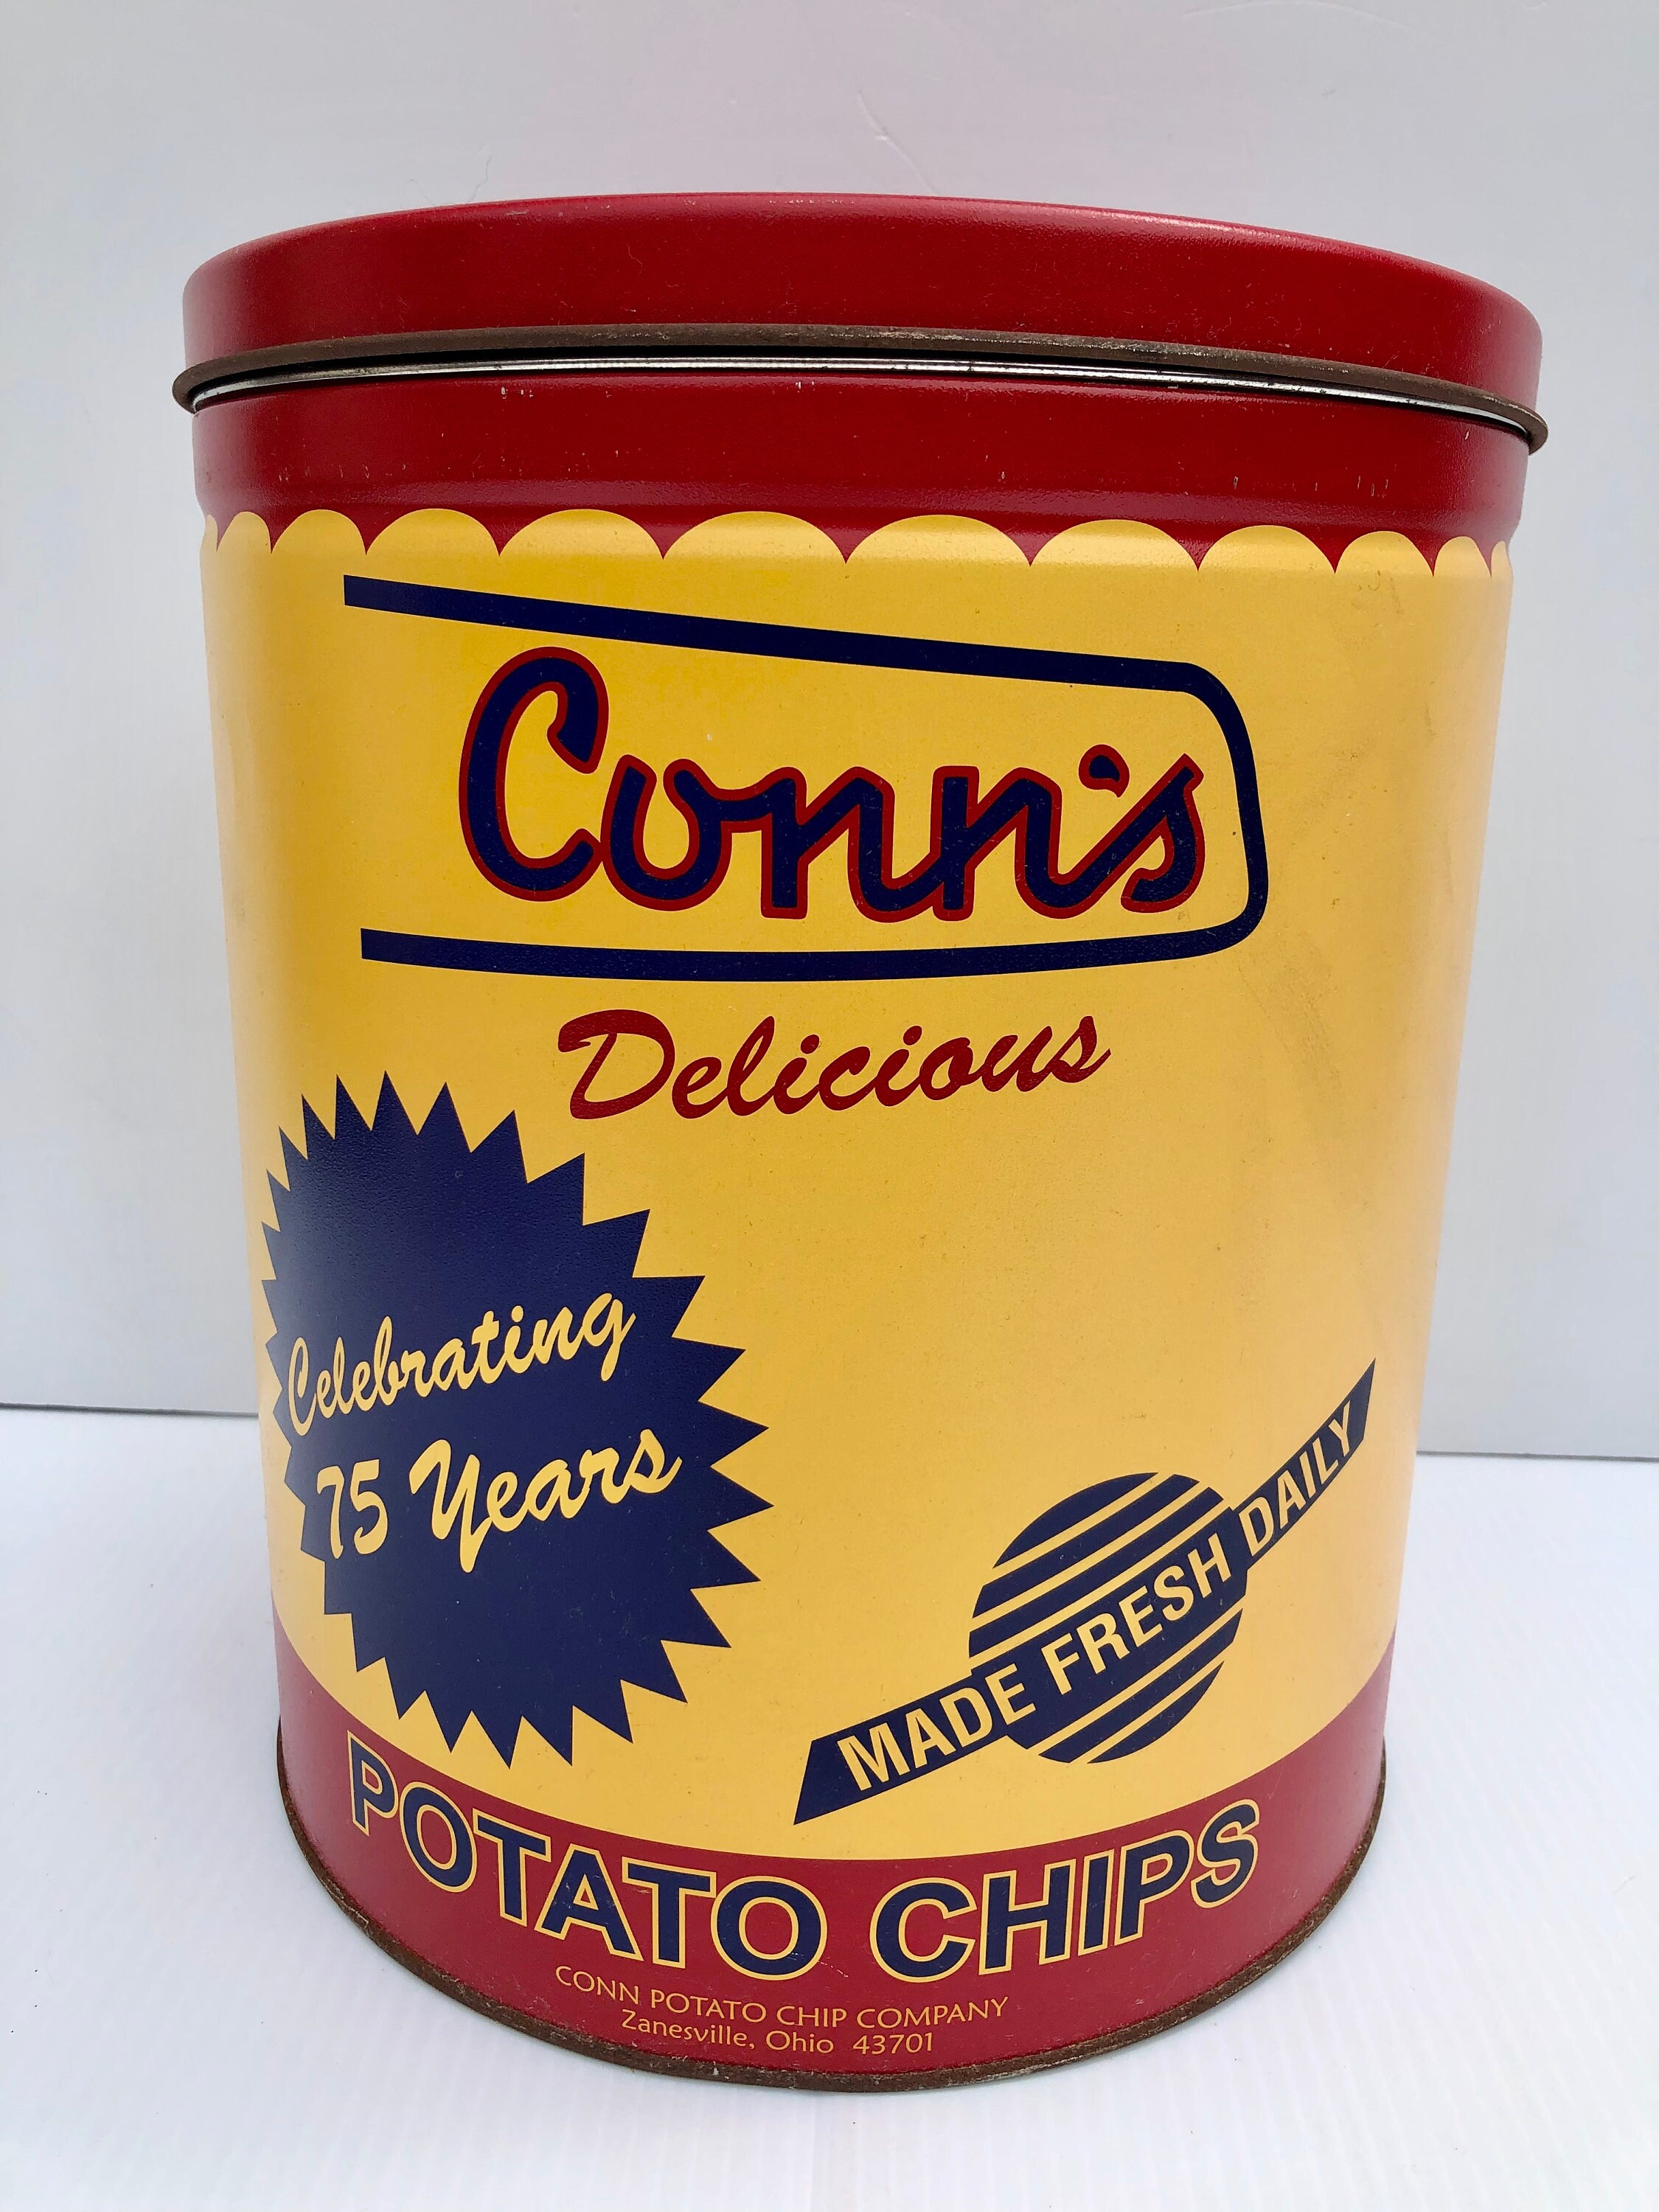 Conn's
Delicious
Celebrating
75 Years
MADE FRESH DAILY
POTATO CHIPS
CONN POTATO CHIP COMPANY
Zanesville, Ohio 43701